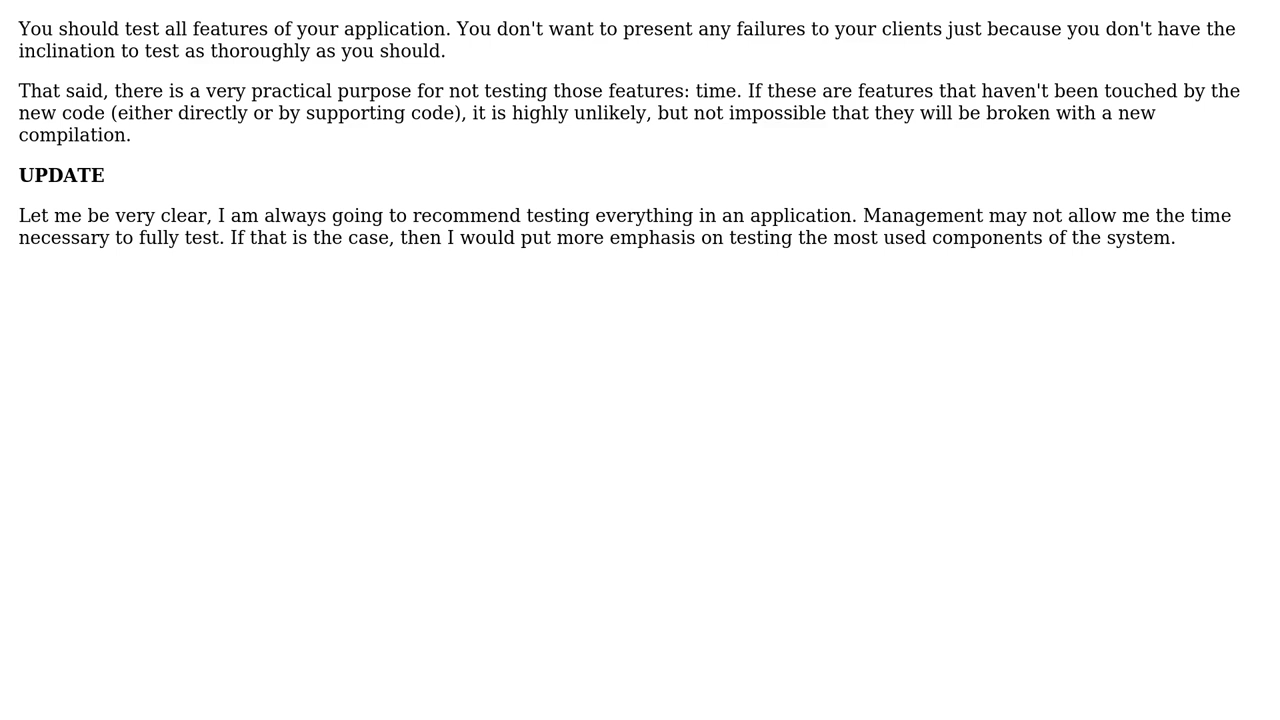 You should test all features of your application. You don't want to present any failures to your clients just because you don't have the
inclination to test as thoroughly as you should.
That said, there is a very practical purpose for not testing those features: time. If these are features that haven't been touched by the
new code (either directly or by supporting code), it is highly unlikely, but not impossible that they will be broken with a new
compilation.
UPDATE
Let me be very clear, I am always going to recommend testing everything in an application. Management may not allow me the time
necessary to fully test. If that is the case, then I would put more emphasis on testing the most used components of the system.